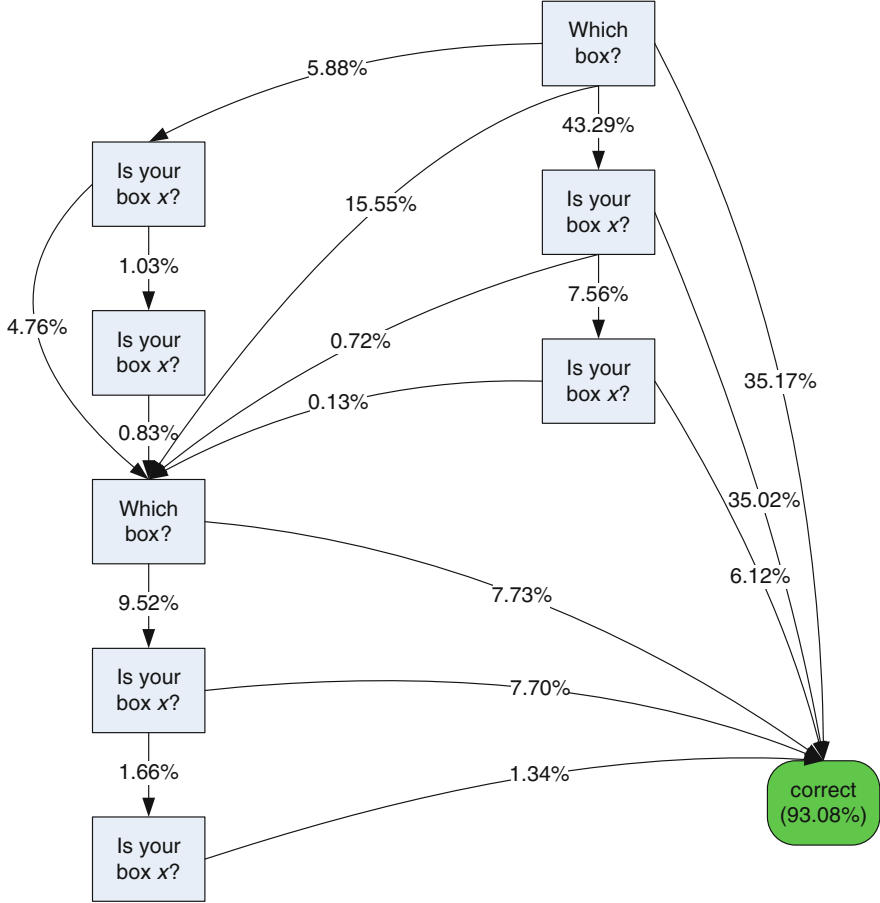 Which
box?
5.88%
43.29%
Is your
box x?
15.55%
Is your
box x?
1.03%
7.56%
4.76%
Is your
box x?
0.72%
Is your
box x?
35.17%
0.13%
0.83%
Which
box?
35.02%
6.12%
9.52%
7.73%
Is your
box x?
7.70%
1.66%
1.34%
correct
(93.08%)
Is your
box x?